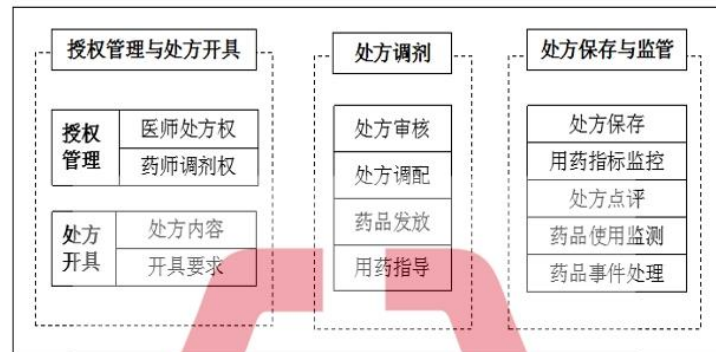 授权管理与处方开具
授权
管理
医师处方权
药师调剂权
处方
开具
处方内容
开具要求
处方调剂
处方审核
处方调配
药品发放
用药指导
处方保存与监管
处方保存
用药指标监控
处方点评
药品使用监测
药品事件处理